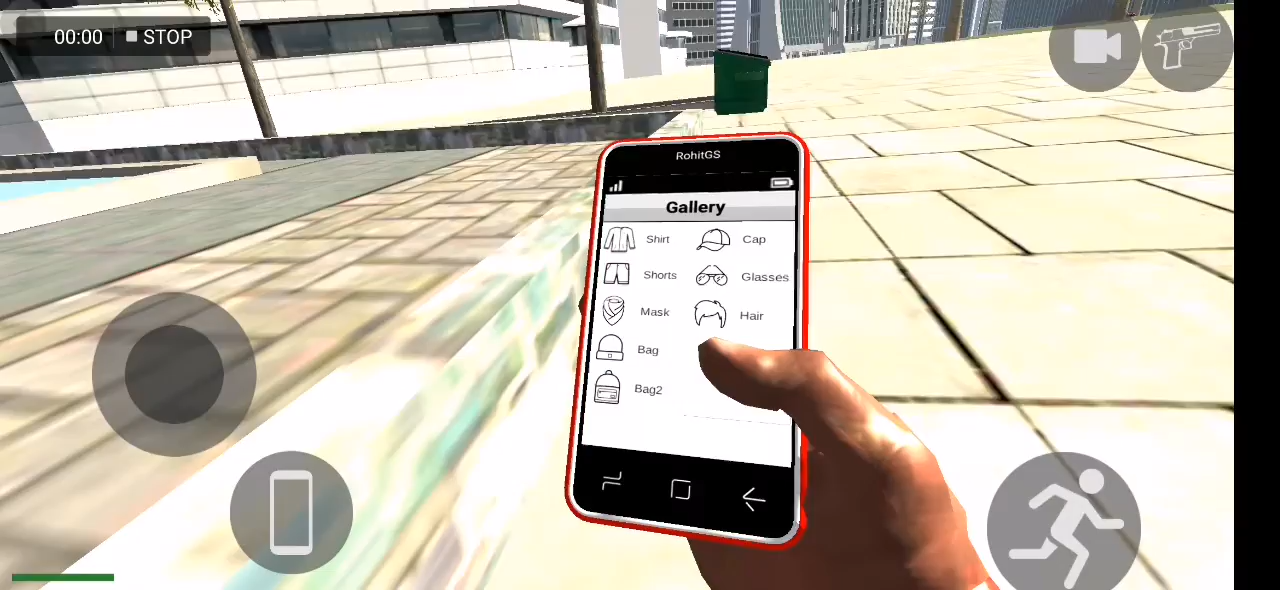 00:00 STOP
RohitGS
Gallery
Shirt Cap
Shorts Glasses
Mask Hair
Bag
Bag2